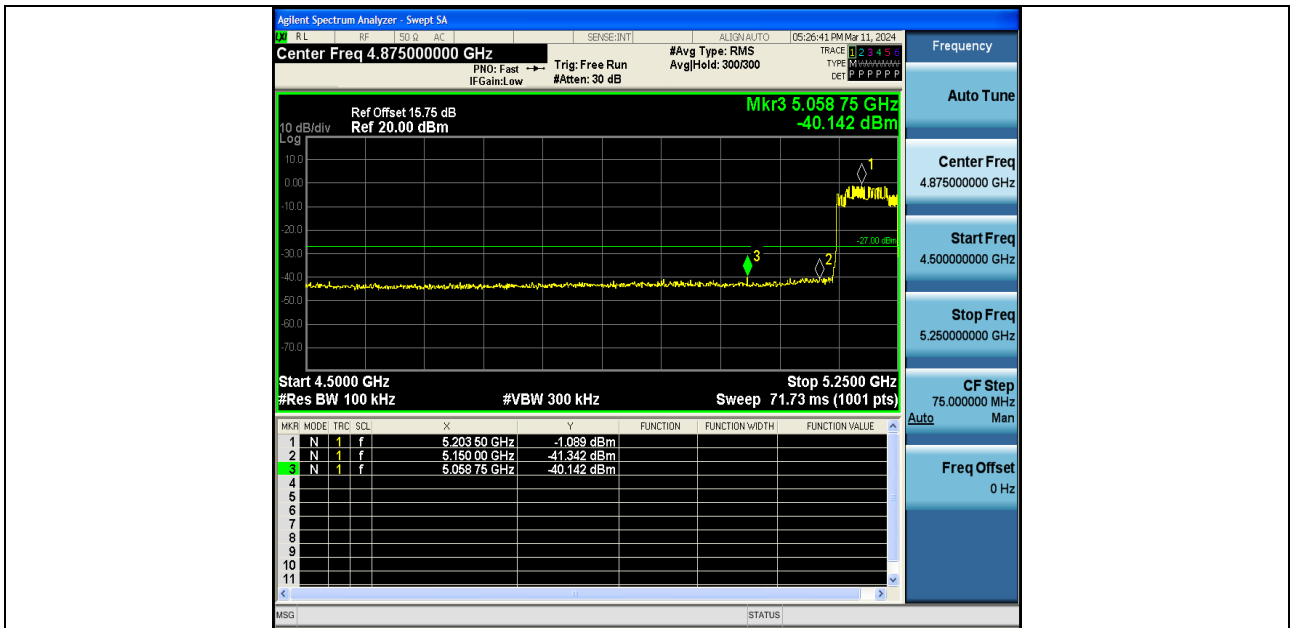 Agilent Spectrum Analyzer - Swept SA
LXI RL RF 50 Ω AC SENSE:INT ALIGNAUTO 05:26:41 PM Mar 11, 2024
Center Freq 4.875000000 GHz
PNO: Fast
IFGain:Low
Trig: Free Run
#Atten: 30 dB
#Avg Type: RMS
Avg|Hold: 300/300
TRACE 1 2 3 4 5 6
TYPE M
DET P P P P P P
Frequency
Mkr3 5.058 75 GHz
-40.142 dBm
Ref Offset 15.75 dB
10 dB/div Ref 20.00 dBm
Log
10.0
0.00
-10.0
-20.0
-30.0
-40.0
-50.0
-60.0
-70.0
1
-27.00 dBm
3
2
Start 4.5000 GHz Stop 5.2500 GHz
#Res BW 100 kHz #VBW 300 kHz Sweep 71.73 ms (1001 pts)
MKR MODE TRC SCL X Y FUNCTION FUNCTION WIDTH FUNCTION VALUE
1 N 1 f 5.203 50 GHz -1.089 dBm
2 N 1 f 5.150 00 GHz -41.342 dBm
3 N 1 f 5.058 75 GHz -40.142 dBm
4
5
6
7
8
9
10
11
MSG STATUS
Auto Tune
Center Freq
4.875000000 GHz
Start Freq
4.500000000 GHz
Stop Freq
5.250000000 GHz
CF Step
75.000000 MHz
Auto Man
Freq Offset
0 Hz